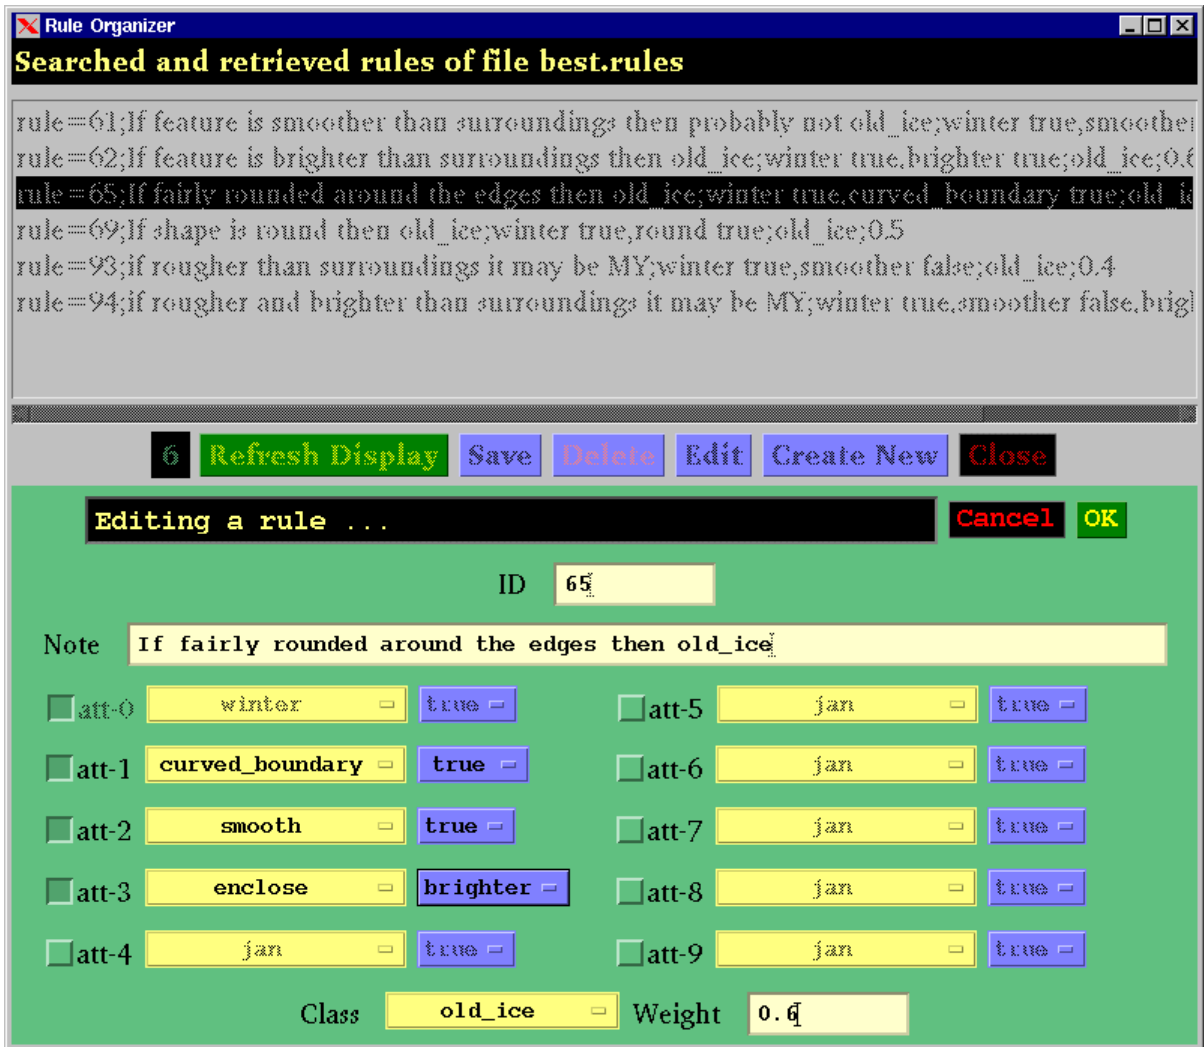 Rule Organizer
Searched and retrieved rules of file best.rules
rule=61;If feature is smoother than surroundings then probably not old_ice;winter true,smoother
rule=62;If feature is brighter than surroundings then old_ice;winter true,brighter true;old_ice;0.6
rule=65;If fairly rounded around the edges then old_ice;winter true,curved_boundary true;old_ic
rule=69;If shape is round then old_ice;winter true,round true;old_ice;0.5
rule=93;if rougher than surroundings it may be MY;winter true,smoother false;old_ice;0.4
rule=94;if rougher and brighter than surroundings it may be MY;winter true,smoother false,brigh
6 Refresh Display Save Delete Edit Create New Close
Editing a rule ... Cancel OK
ID 65
Note If fairly rounded around the edges then old_ice
att-0 winter true att-5 jan true
att-1 curved_boundary true att-6 jan true
att-2 smooth true att-7 jan true
att-3 enclose brighter att-8 jan true
att-4 jan true att-9 jan true
Class old_ice Weight 0.6